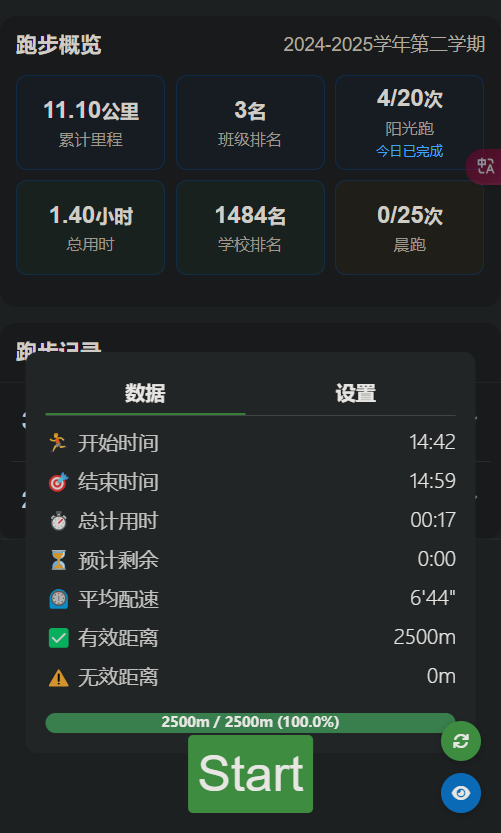 跑步概览 2024-2025学年第二学期
11.10公里 3名 4/20次
累计里程 班级排名 阳光跑
今日已完成
1.40小时 1484名 0/25次
总用时 学校排名 晨跑
跑步记录
数据 设置
开始时间 14:42
结束时间 14:59
总计用时 00:17
预计剩余 0:00
平均配速 6'44"
有效距离 2500m
无效距离 0m
2500m / 2500m (100.0%)
Start